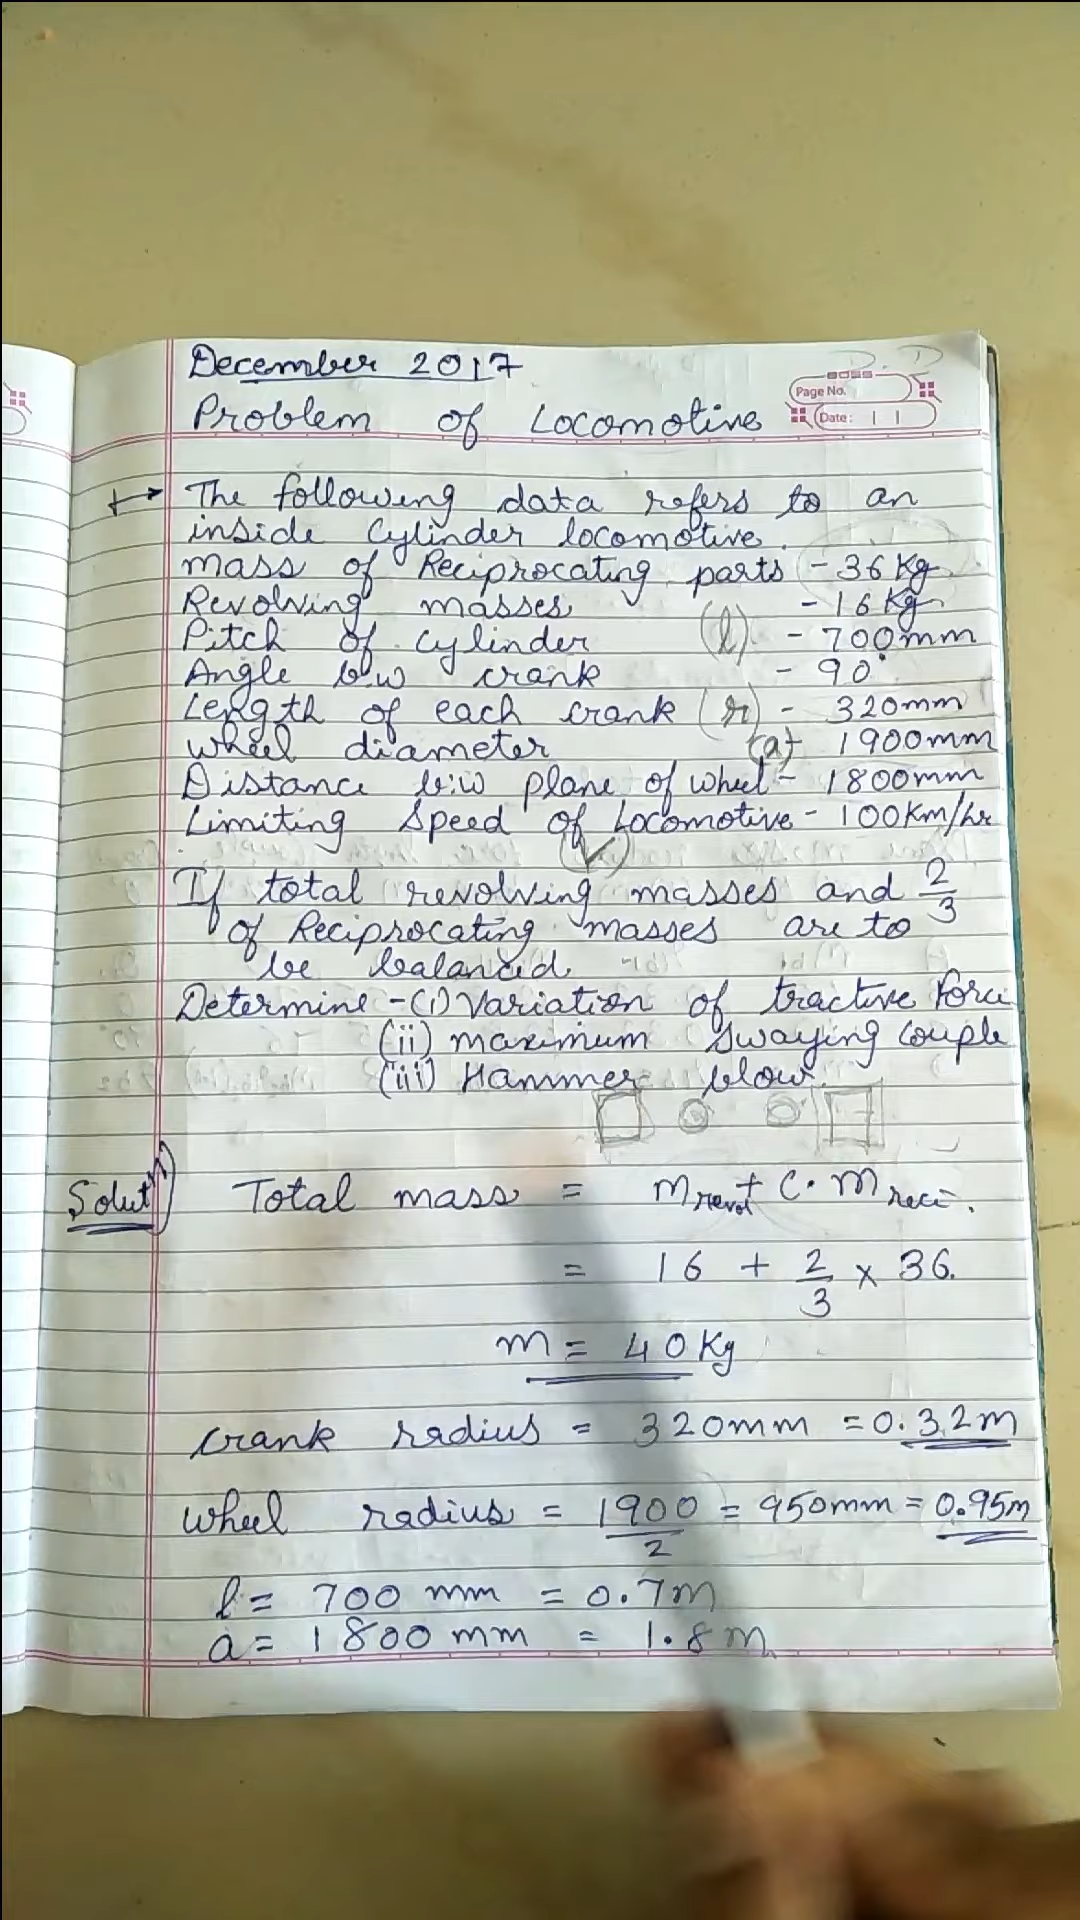 December 2017
Problem of Locomotive
Page No.
Date:
The following data refers to an
inside Cylinder locomotive.
mass of Reciprocating parts - 36 Kg
Revolving masses - 16 Kg
Pitch of cylinder (l) - 700mm
Angle b/w crank - 90°
Length of each crank (r) - 320mm
wheel diameter 1900mm
(a)
Distance b/w plane of wheel - 1800mm
Limiting Speed of Locomotive - 100Km/hr
If total revolving masses and 2/3
of Reciprocating masses are to
be balanced
Determine - (i) Variation of tractive Force
(ii) maximum Swaying Couple
(iii) Hammer blow.
Solutⁿ) Total mass = m revol + C. m reci.
= 16 + 2/3 x 36.
m = 40 Kg
crank radius = 320mm = 0.32m
wheel radius = 1900/2 = 950mm = 0.95m
l = 700 mm = 0.7m
a = 1800 mm = 1.8m